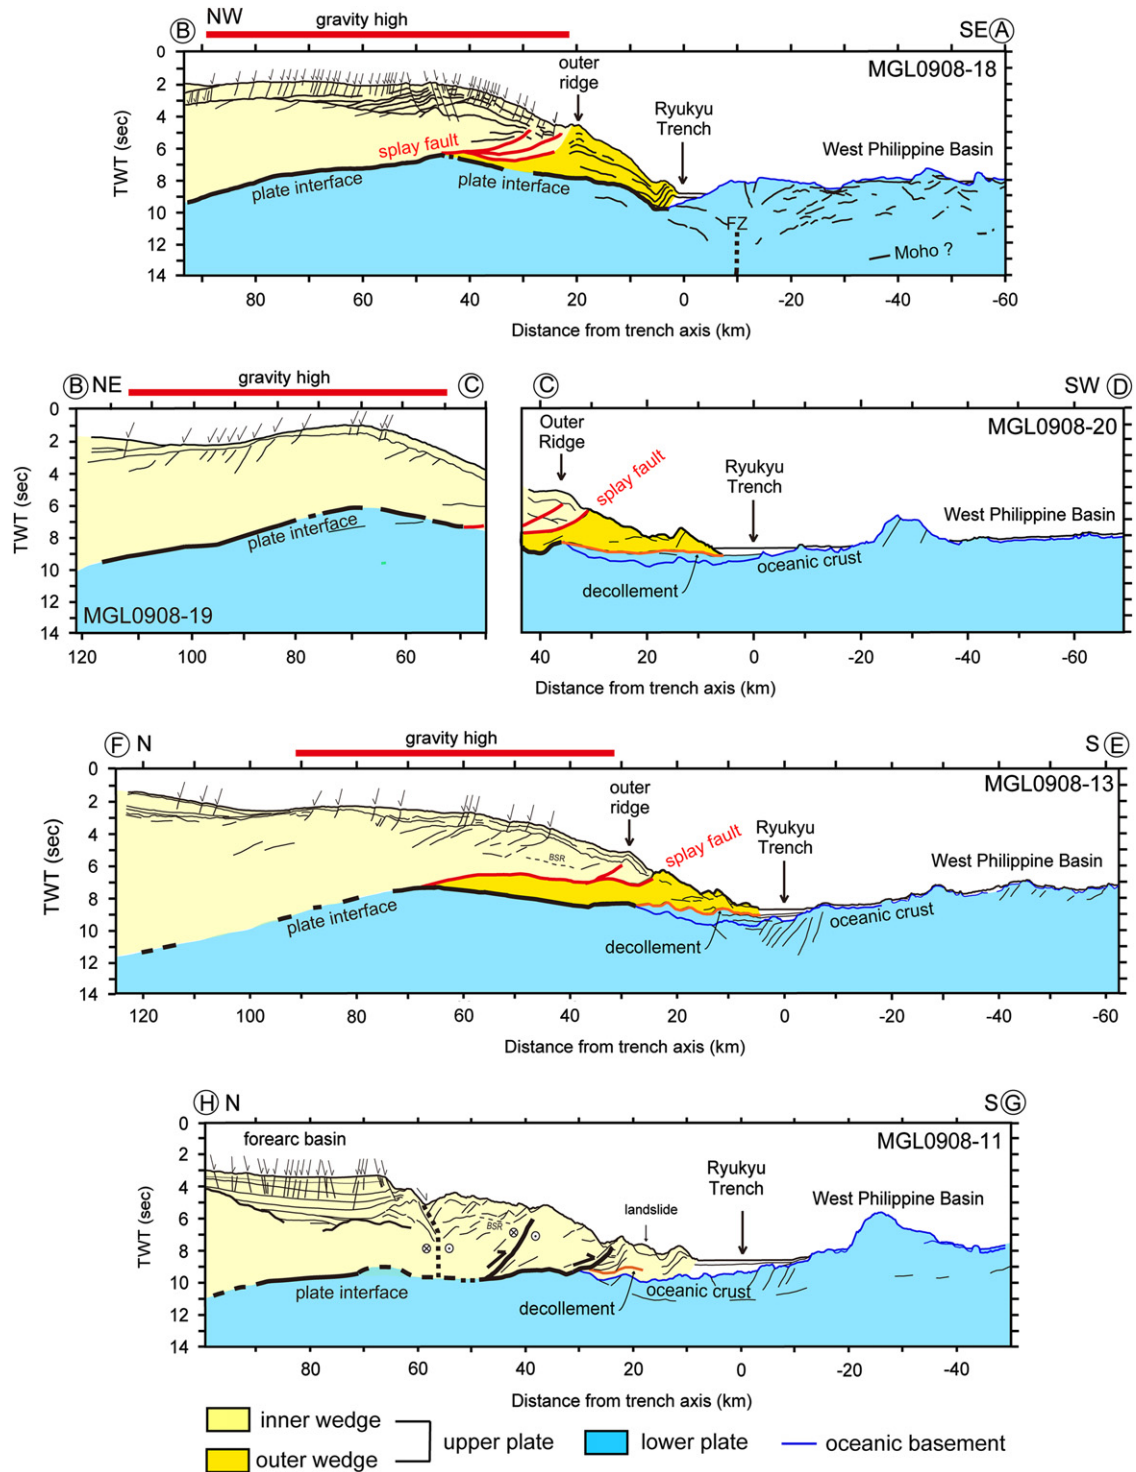 B NW gravity high SE A
MGL0908-18
outer
ridge
Ryukyu
Trench
splay fault
plate interface
plate interface
West Philippine Basin
FZ
Moho ?
TWT (sec)
0
2
4
6
8
10
12
14
80 60 40 20 0 -20 -40 -60
Distance from trench axis (km)
B NE gravity high C
C SW D
MGL0908-20
Outer
Ridge
splay fault
Ryukyu
Trench
West Philippine Basin
plate interface
decollement
oceanic crust
MGL0908-19
TWT (sec)
0
2
4
6
8
10
12
14
120 100 80 60
0
2
4
6
8
10
12
14
40 20 0 -20 -40 -60
Distance from trench axis (km)
F N gravity high S E
MGL0908-13
outer
ridge
splay fault
Ryukyu
Trench
West Philippine Basin
BSR
plate interface
decollement
oceanic crust
TWT (sec)
0
2
4
6
8
10
12
14
120 100 80 60 40 20 0 -20 -40 -60
Distance from trench axis (km)
H N S G
forearc basin
MGL0908-11
Ryukyu
Trench
West Philippine Basin
landslide
BSR
plate interface
decollement
oceanic crust
TWT (sec)
0
2
4
6
8
10
12
14
80 60 40 20 0 -20 -40
Distance from trench axis (km)
inner wedge
outer wedge
upper plate
lower plate
oceanic basement